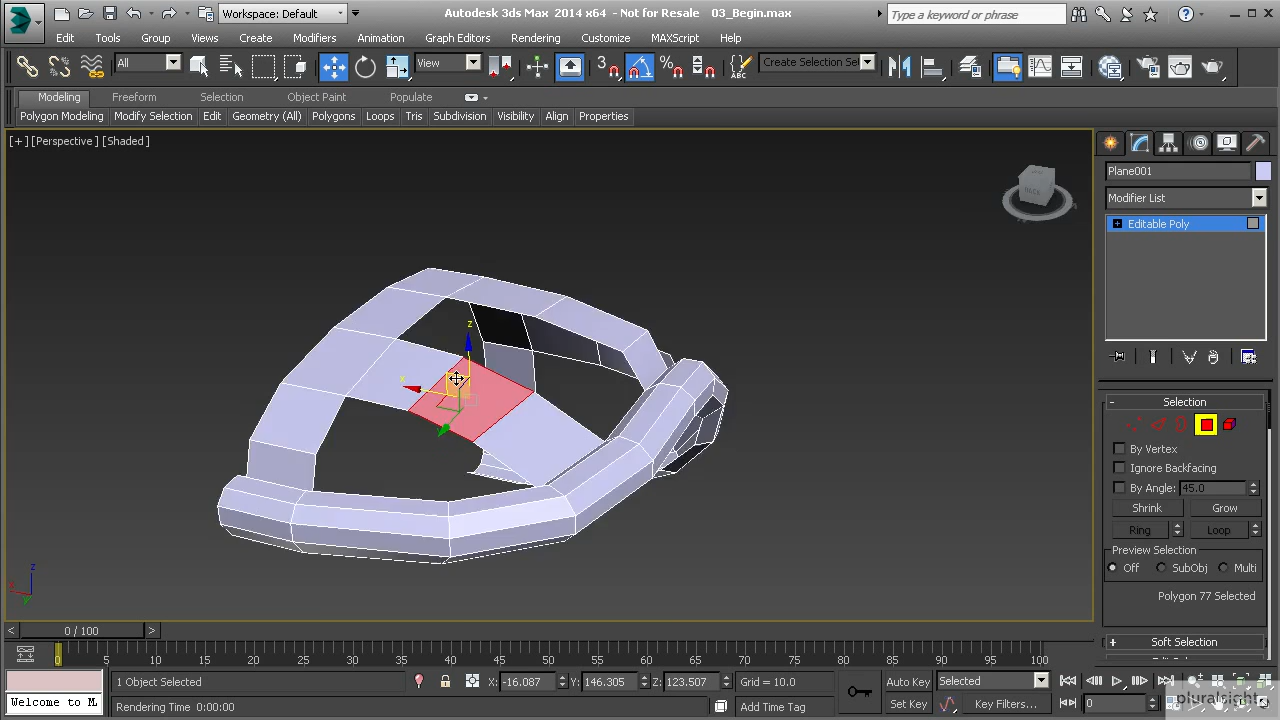 Workspace: Default
Autodesk 3ds Max 2014 x64 - Not for Resale 03_Begin.max
Type a keyword or phrase
Edit Tools Group Views Create Modifiers Animation Graph Editors Rendering Customize MAXScript Help
All View 3 Create Selection Se
Modeling Freeform Selection Object Paint Populate
Polygon Modeling Modify Selection Edit Geometry (All) Polygons Loops Tris Subdivision Visibility Align Properties
[+][Perspective][Shaded]
Plane001
Modifier List
Editable Poly
z
x
- Selection
By Vertex
Ignore Backfacing
By Angle: 45.0
Shrink Grow
Ring Loop
Preview Selection
Off SubObj Multi
Polygon 77 Selected
z
x
y
< 0 / 100 >
+ Soft Selection
0 5 10 15 20 25 30 35 40 45 50 55 60 65 70 75 80 85 90 95 100
1 Object Selected X: -16.087 Y: 146.305 Z: 123.507 Grid = 10.0 Auto Key Selected
Welcome to M Rendering Time 0:00:00 Add Time Tag Set Key Key Filters... 0
pluralsight